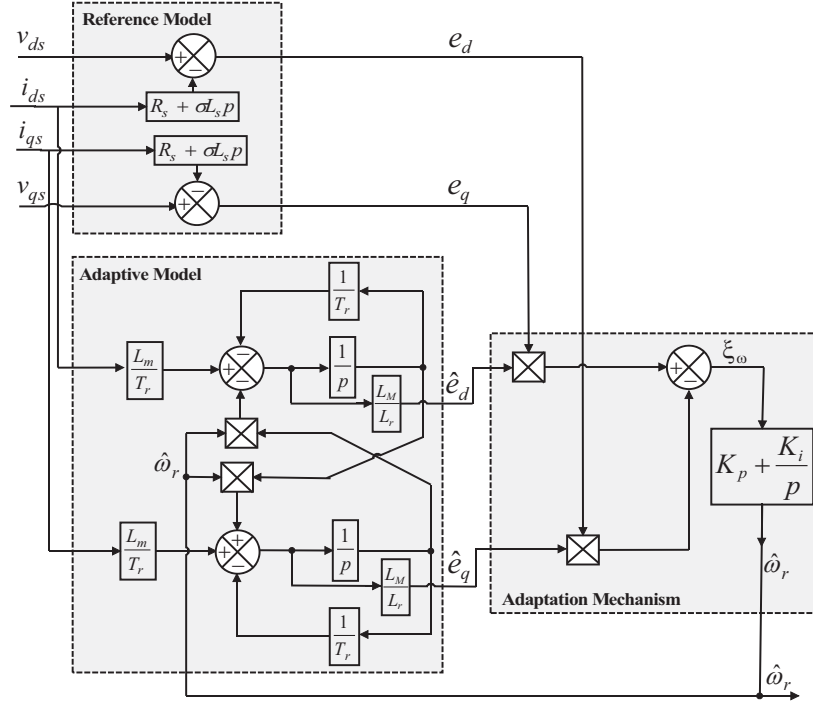 Reference Model
v_ds
e_d
+
−
i_ds
R_s + σL_s p
i_qs
R_s + σL_s p
−
v_qs
+
e_q
Adaptive Model
1/T_r
−
L_m/T_r
+
−
1/p
L_M/L_r
ê_d
ω̂_r
+
L_m/T_r
+
−
1/p
L_M/L_r
ê_q
1/T_r
+
−
ξ_ω
K_p + K_i/p
ω̂_r
Adaptation Mechanism
ω̂_r